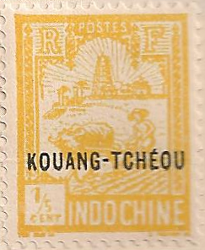 POSTES
R F
KOUANG-TCHÉOU
1/5
CENT
INDOCHINE